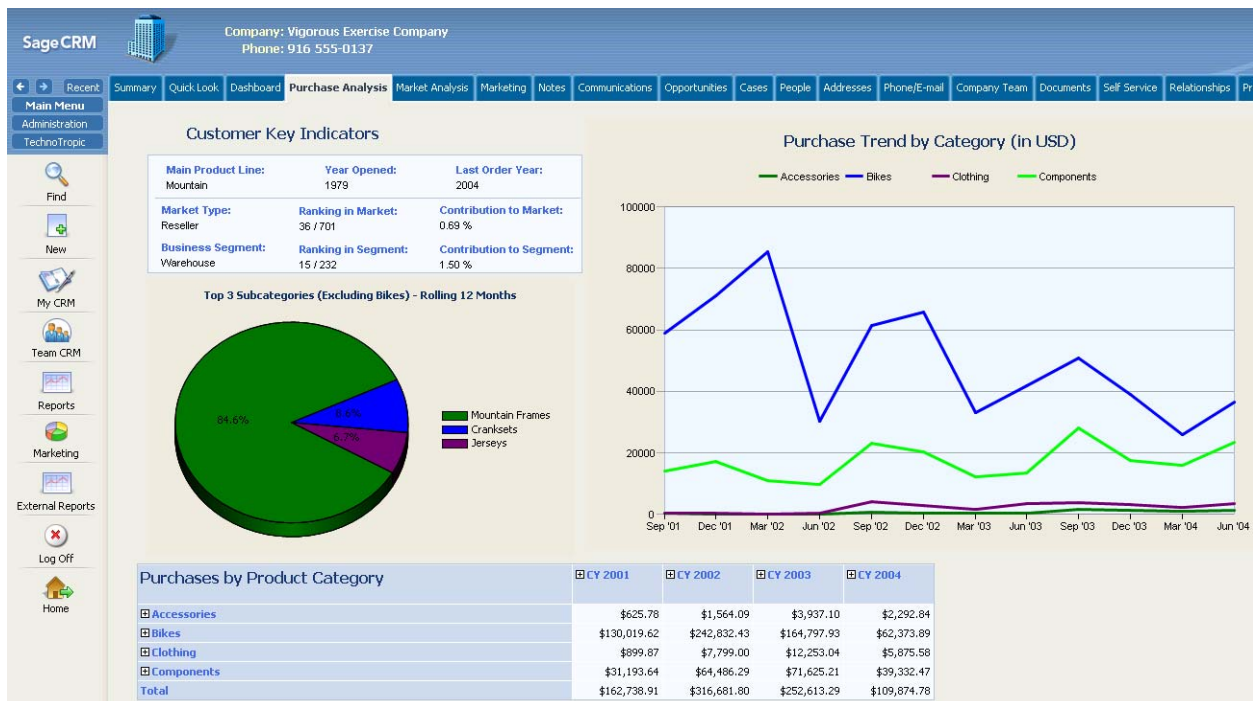 SageCRM
Company: Vigorous Exercise Company
Phone: 916 555-0137
Recent
Main Menu
Administration
TechnoTropic
Find
New
My CRM
Team CRM
Reports
Marketing
External Reports
Log Off
Home
Summary Quick Look Dashboard Purchase Analysis Market Analysis Marketing Notes Communications Opportunities Cases People Addresses Phone/E-mail Company Team Documents Self Service Relationships Pr
Customer Key Indicators
Main Product Line: Year Opened: Last Order Year:
Mountain 1979 2004
Market Type: Ranking in Market: Contribution to Market:
Reseller 36 / 701 0.69 %
Business Segment: Ranking in Segment: Contribution to Segment:
Warehouse 15 / 232 1.50 %
Top 3 Subcategories (Excluding Bikes) - Rolling 12 Months
84.6%
8.6%
6.7%
Mountain Frames
Cranksets
Jerseys
Purchase Trend by Category (in USD)
Accessories Bikes Clothing Components
100000
80000
60000
40000
20000
0
Sep '01 Dec '01 Mar '02 Jun '02 Sep '02 Dec '02 Mar '03 Jun '03 Sep '03 Dec '03 Mar '04 Jun '04
Purchases by Product Category CY 2001 CY 2002 CY 2003 CY 2004
Accessories $625.78 $1,564.09 $3,937.10 $2,292.84
Bikes $130,019.62 $242,832.43 $164,797.93 $62,373.89
Clothing $899.87 $7,799.00 $12,253.04 $5,875.58
Components $31,193.64 $64,486.29 $71,625.21 $39,332.47
Total $162,738.91 $316,681.80 $252,613.29 $109,874.78